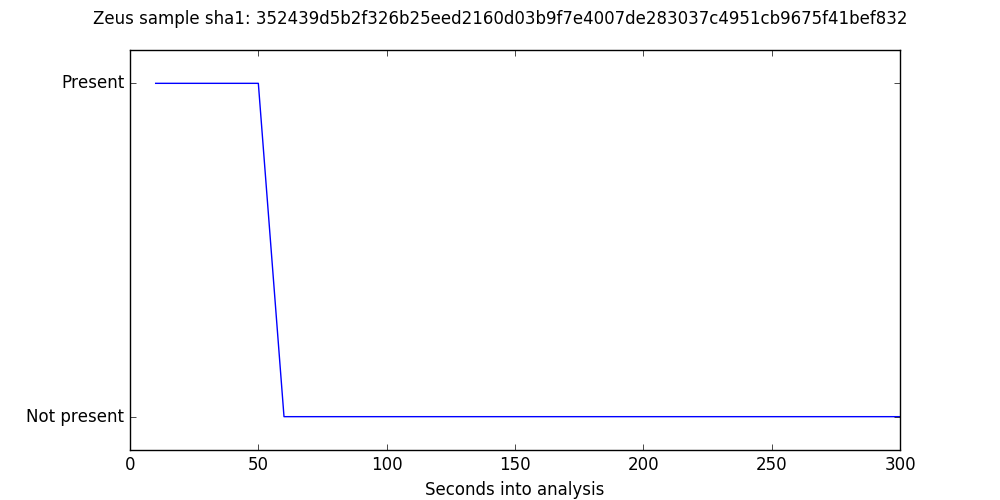 Zeus sample sha1: 352439d5b2f326b25eed2160d03b9f7e4007de283037c4951cb9675f41bef832
Present
Not present
0 50 100 150 200 250 300
Seconds into analysis